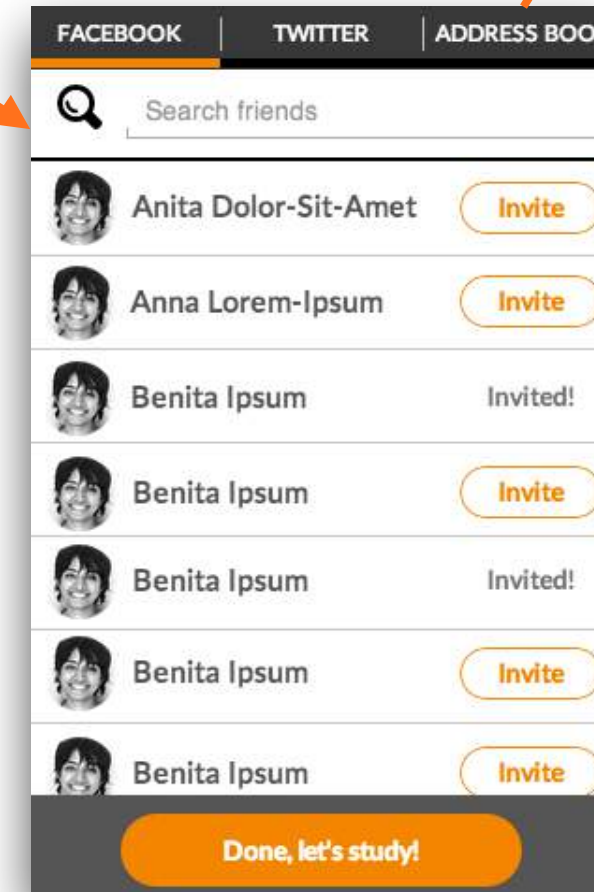 FACEBOOK TWITTER ADDRESS BOO
Search friends
Anita Dolor-Sit-Amet Invite
Anna Lorem-Ipsum Invite
Benita Ipsum Invited!
Benita Ipsum Invite
Benita Ipsum Invited!
Benita Ipsum Invite
Benita Ipsum Invite
Done, let's study!